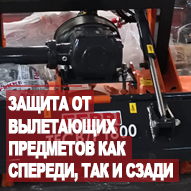 ЗАЩИТА ОТ
ВЫЛЕТАЮЩИХ
ПРЕДМЕТОВ КАК
СПЕРЕДИ, ТАК И СЗАДИ